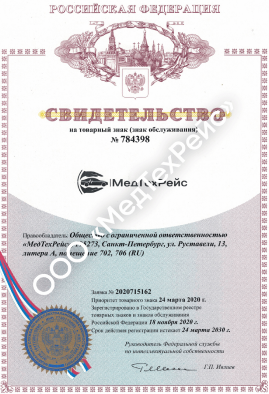 РОССИЙСКАЯ ФЕДЕРАЦИЯ
СВИДЕТЕЛЬСТВО
на товарный знак (знак обслуживания)
№ 784398
МедТехРейс
Правообладатель: Общество с ограниченной ответственностью
«МедТехРейс», Санкт-Петербург, ул. Руставели, 13,
литера А, помещение 702, 706 (RU)
Заявка № 2020715162
Приоритет товарного знака 24 марта 2020 г.
Зарегистрировано в Государственном реестре
товарных знаков и знаков обслуживания
Российской Федерации 18 ноября 2020 г.
Срок действия регистрации истекает 24 марта 2030 г.
Руководитель Федеральной службы
по интеллектуальной собственности
Г.П. Ивлиев
ООО «МедТехРейс»